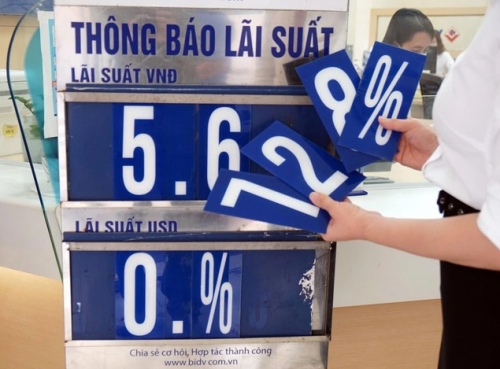 THÔNG BÁO LÃI SUẤT
LÃI SUẤT VNĐ
5.6
8 %
1 2
LÃI SUẤT USD
0.%
Chia sẻ cơ hội, Hợp tác thành công
www.bidv.com.vn